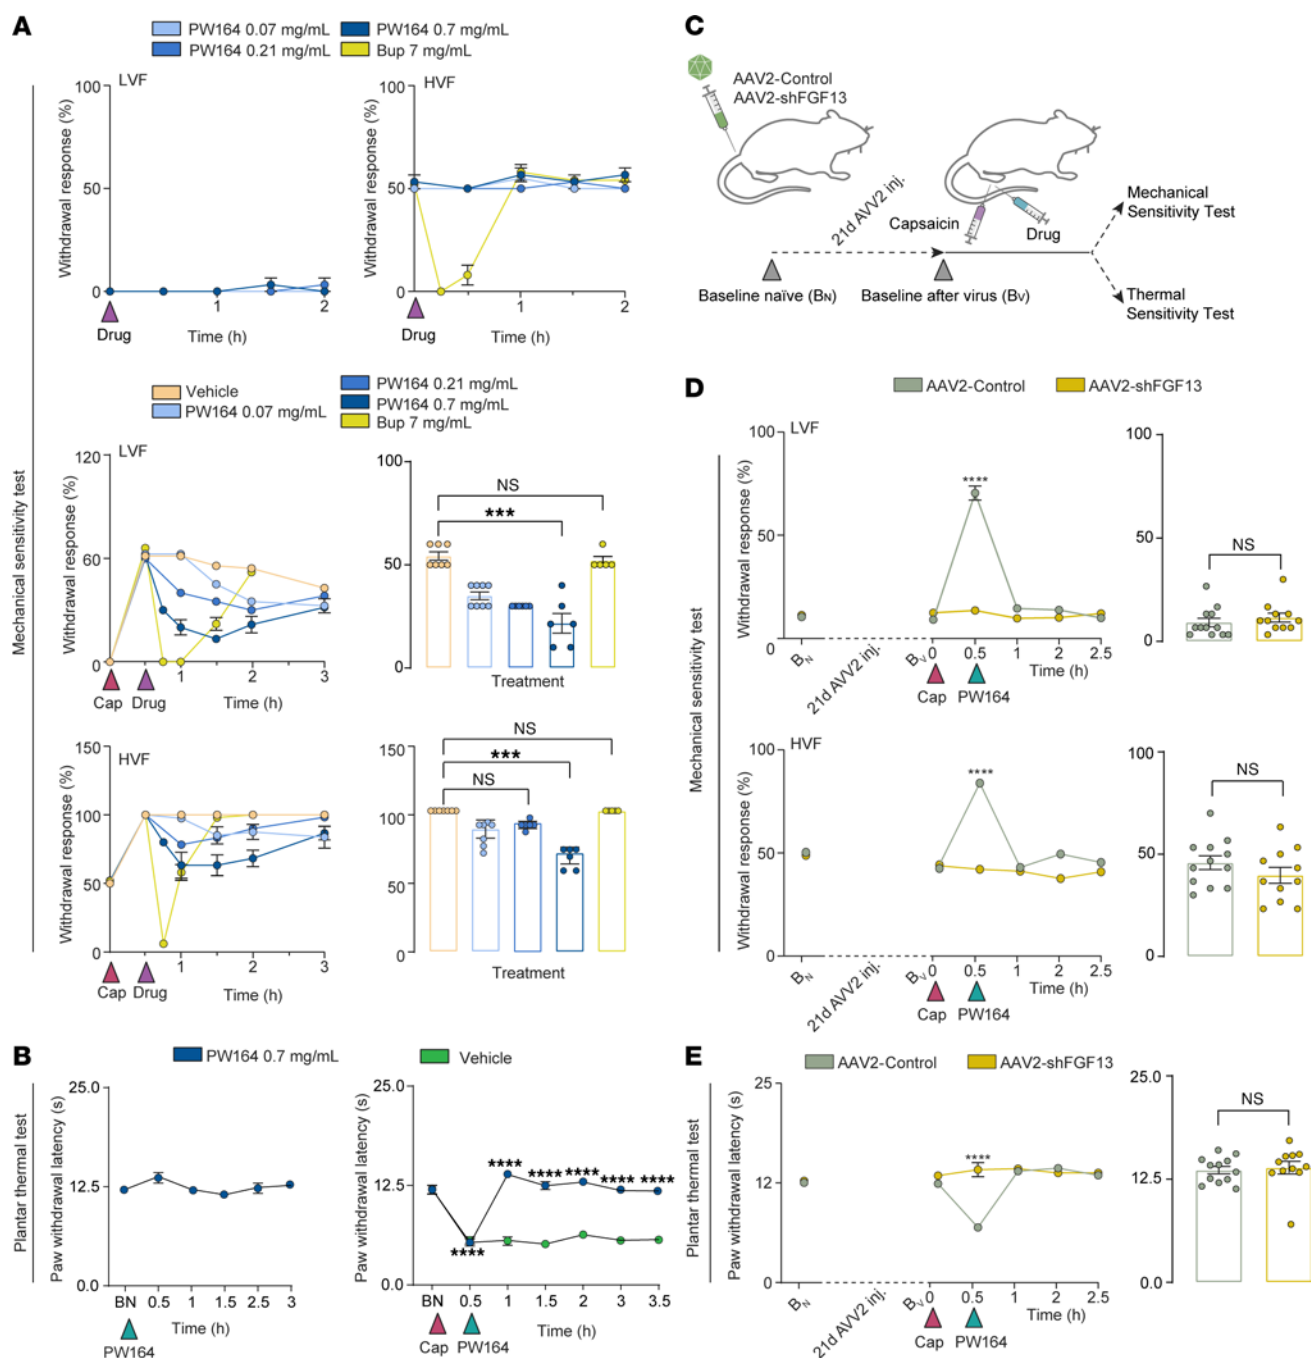 A
PW164 0.07 mg/mL
PW164 0.7 mg/mL
PW164 0.21 mg/mL
Bup 7 mg/mL
Mechanical sensitivity test
LVF
Withdrawal response (%)
100
50
0
1
2
Drug
Time (h)
HVF
Withdrawal response (%)
100
50
0
1
2
Drug
Time (h)
Vehicle
PW164 0.07 mg/mL
PW164 0.21 mg/mL
PW164 0.7 mg/mL
Bup 7 mg/mL
LVF
Withdrawal response (%)
120
60
0
1
2
3
Cap
Drug
Time (h)
100
50
0
NS
***
Treatment
HVF
Withdrawal response (%)
150
100
50
0
1
2
3
Cap
Drug
Time (h)
150
100
50
0
NS
***
NS
Treatment
B
PW164 0.7 mg/mL
Vehicle
Plantar thermal test
Paw withdrawal latency (s)
25.0
12.5
0.0
BN
0.5
1
1.5
2.5
3
PW164
Time (h)
Paw withdrawal latency (s)
25.0
12.5
0.0
****
****
****
****
****
****
BN
0.5
1
1.5
2
3
3.5
Cap
PW164
Time (h)
C
AAV2-Control
AAV2-shFGF13
21d AVV2 inj.
Capsaicin
Drug
Mechanical
Sensitivity Test
Baseline naïve (BN)
Baseline after virus (BV)
Thermal
Sensitivity Test
D
AAV2-Control
AAV2-shFGF13
Mechanical sensitivity test
LVF
Withdrawal response (%)
100
50
0
****
BN
21d AVV2 inj.
BV
0
0.5
1
2
2.5
Cap
PW164
Time (h)
100
50
0
NS
HVF
Withdrawal response (%)
100
50
0
****
BN
21d AVV2 inj.
BV
0
0.5
1
2
2.5
Cap
PW164
Time (h)
100
50
0
NS
E
AAV2-Control
AAV2-shFGF13
Plantar thermal test
Paw withdrawal latency (s)
25
12
0
****
BN
21d AVV2 inj.
BV
0
0.5
1
2
2.5
Cap
PW164
Time (h)
25.0
12.5
0.0
NS